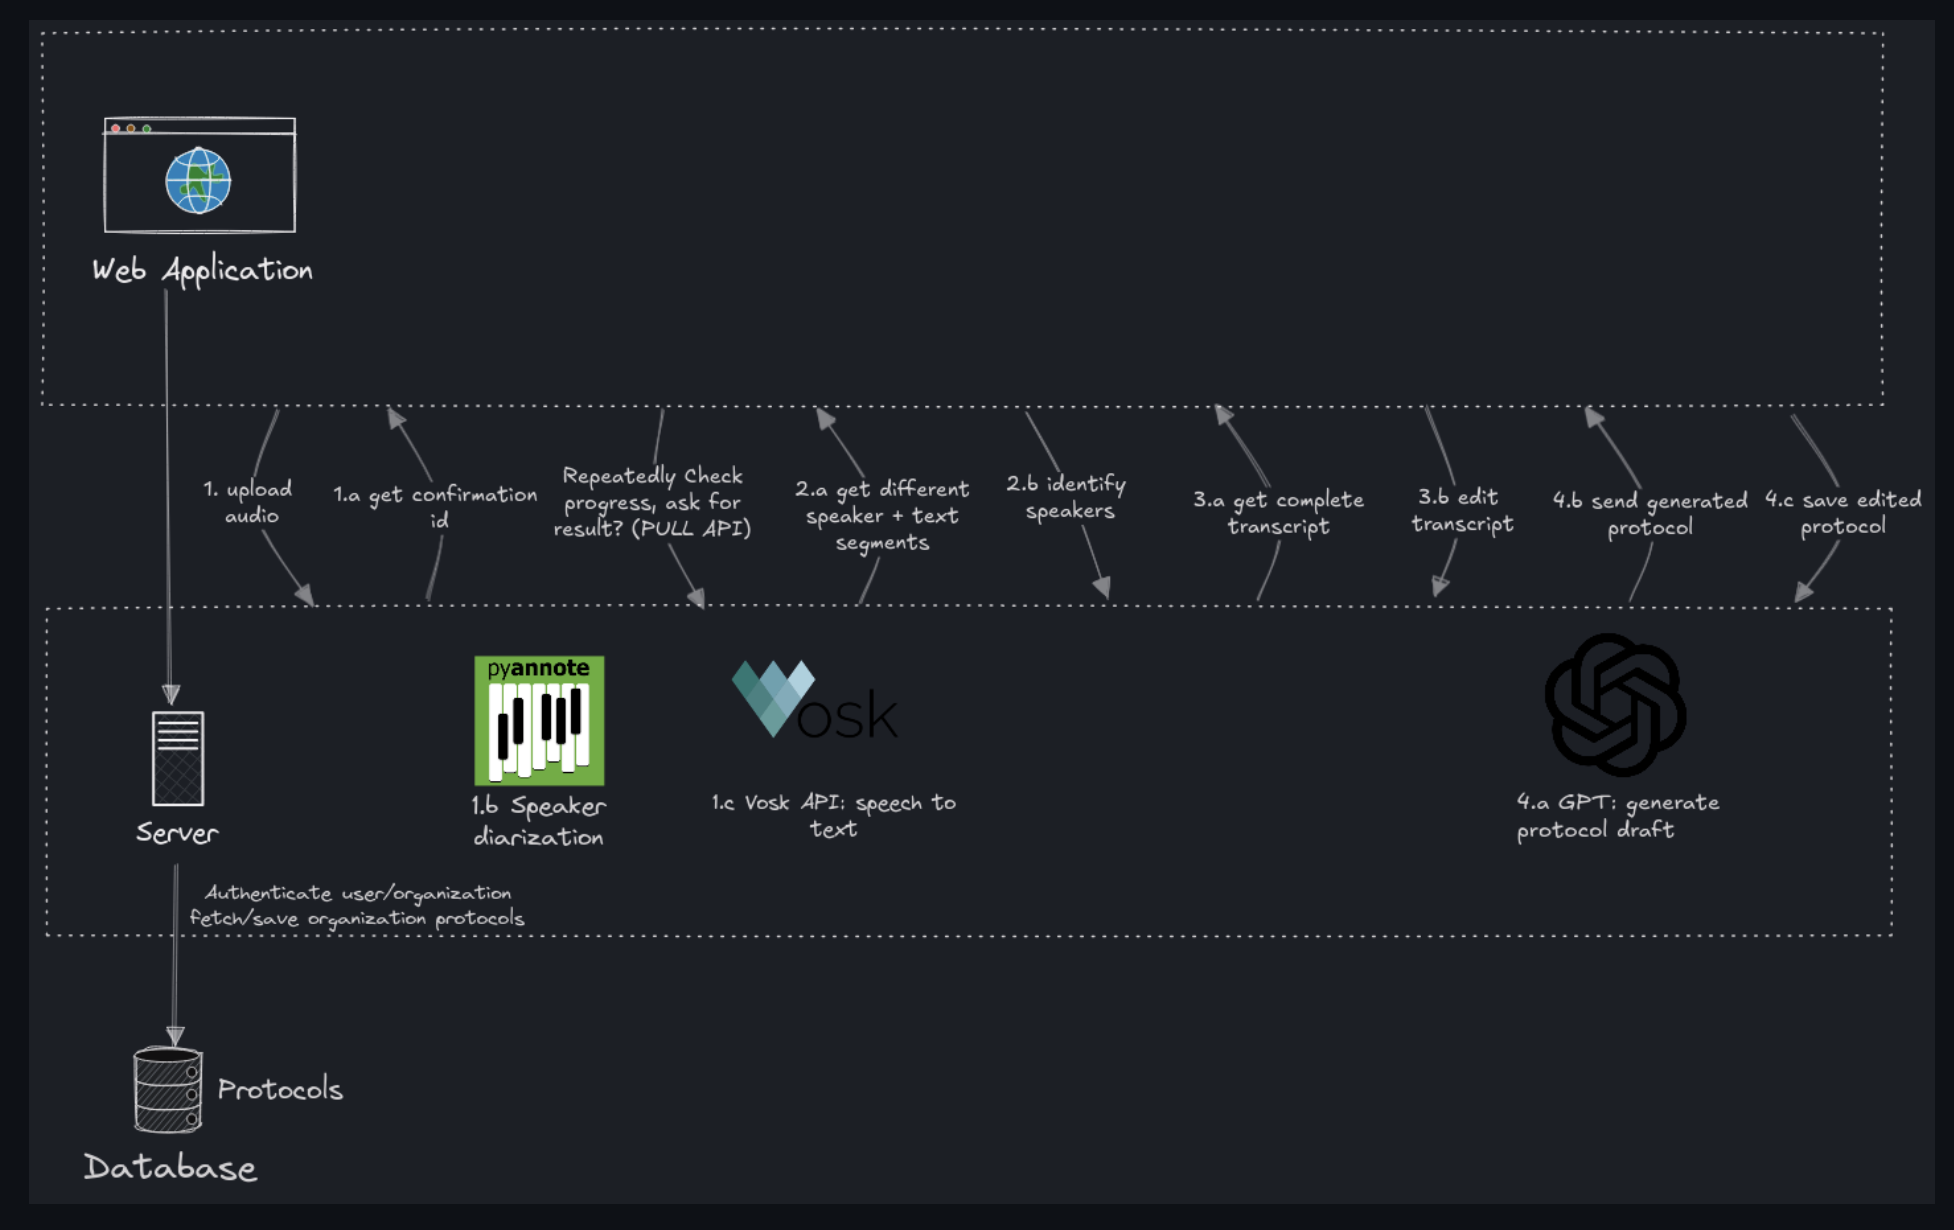 Web Application
1. upload
audio
1.a get confirmation
id
Repeatedly Check
progress, ask for
result? (PULL API)
2.a get different
speaker + text
segments
2.b identify
speakers
3.a get complete
transcript
3.b edit
transcript
4.b send generated
protocol
4.c save edited
protocol
Server
pyannote
1.b Speaker
diarization
Vosk
1.c Vosk API: speech to
text
4.a GPT: generate
protocol draft
Authenticate user/organization
fetch/save organization protocols
Protocols
Database